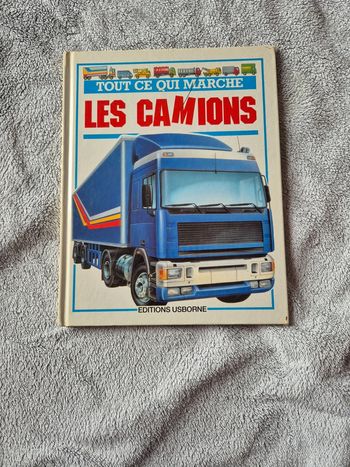 TOUT CE QUI MARCHE
LES CAMIONS
EDITIONS USBORNE